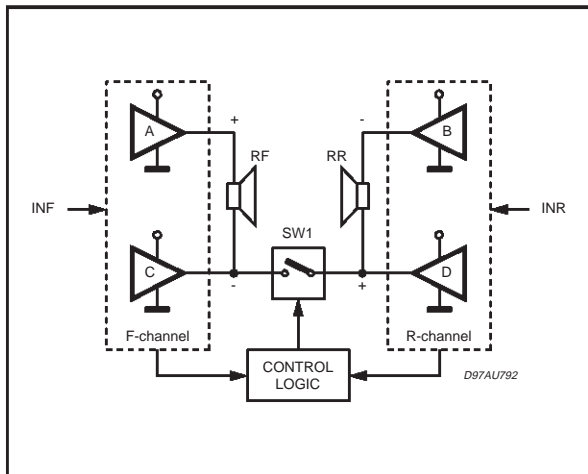 A
+
-
B
RF
RR
INF
INR
SW1
C
-
+
D
F-channel
R-channel
CONTROL
LOGIC
D97AU792